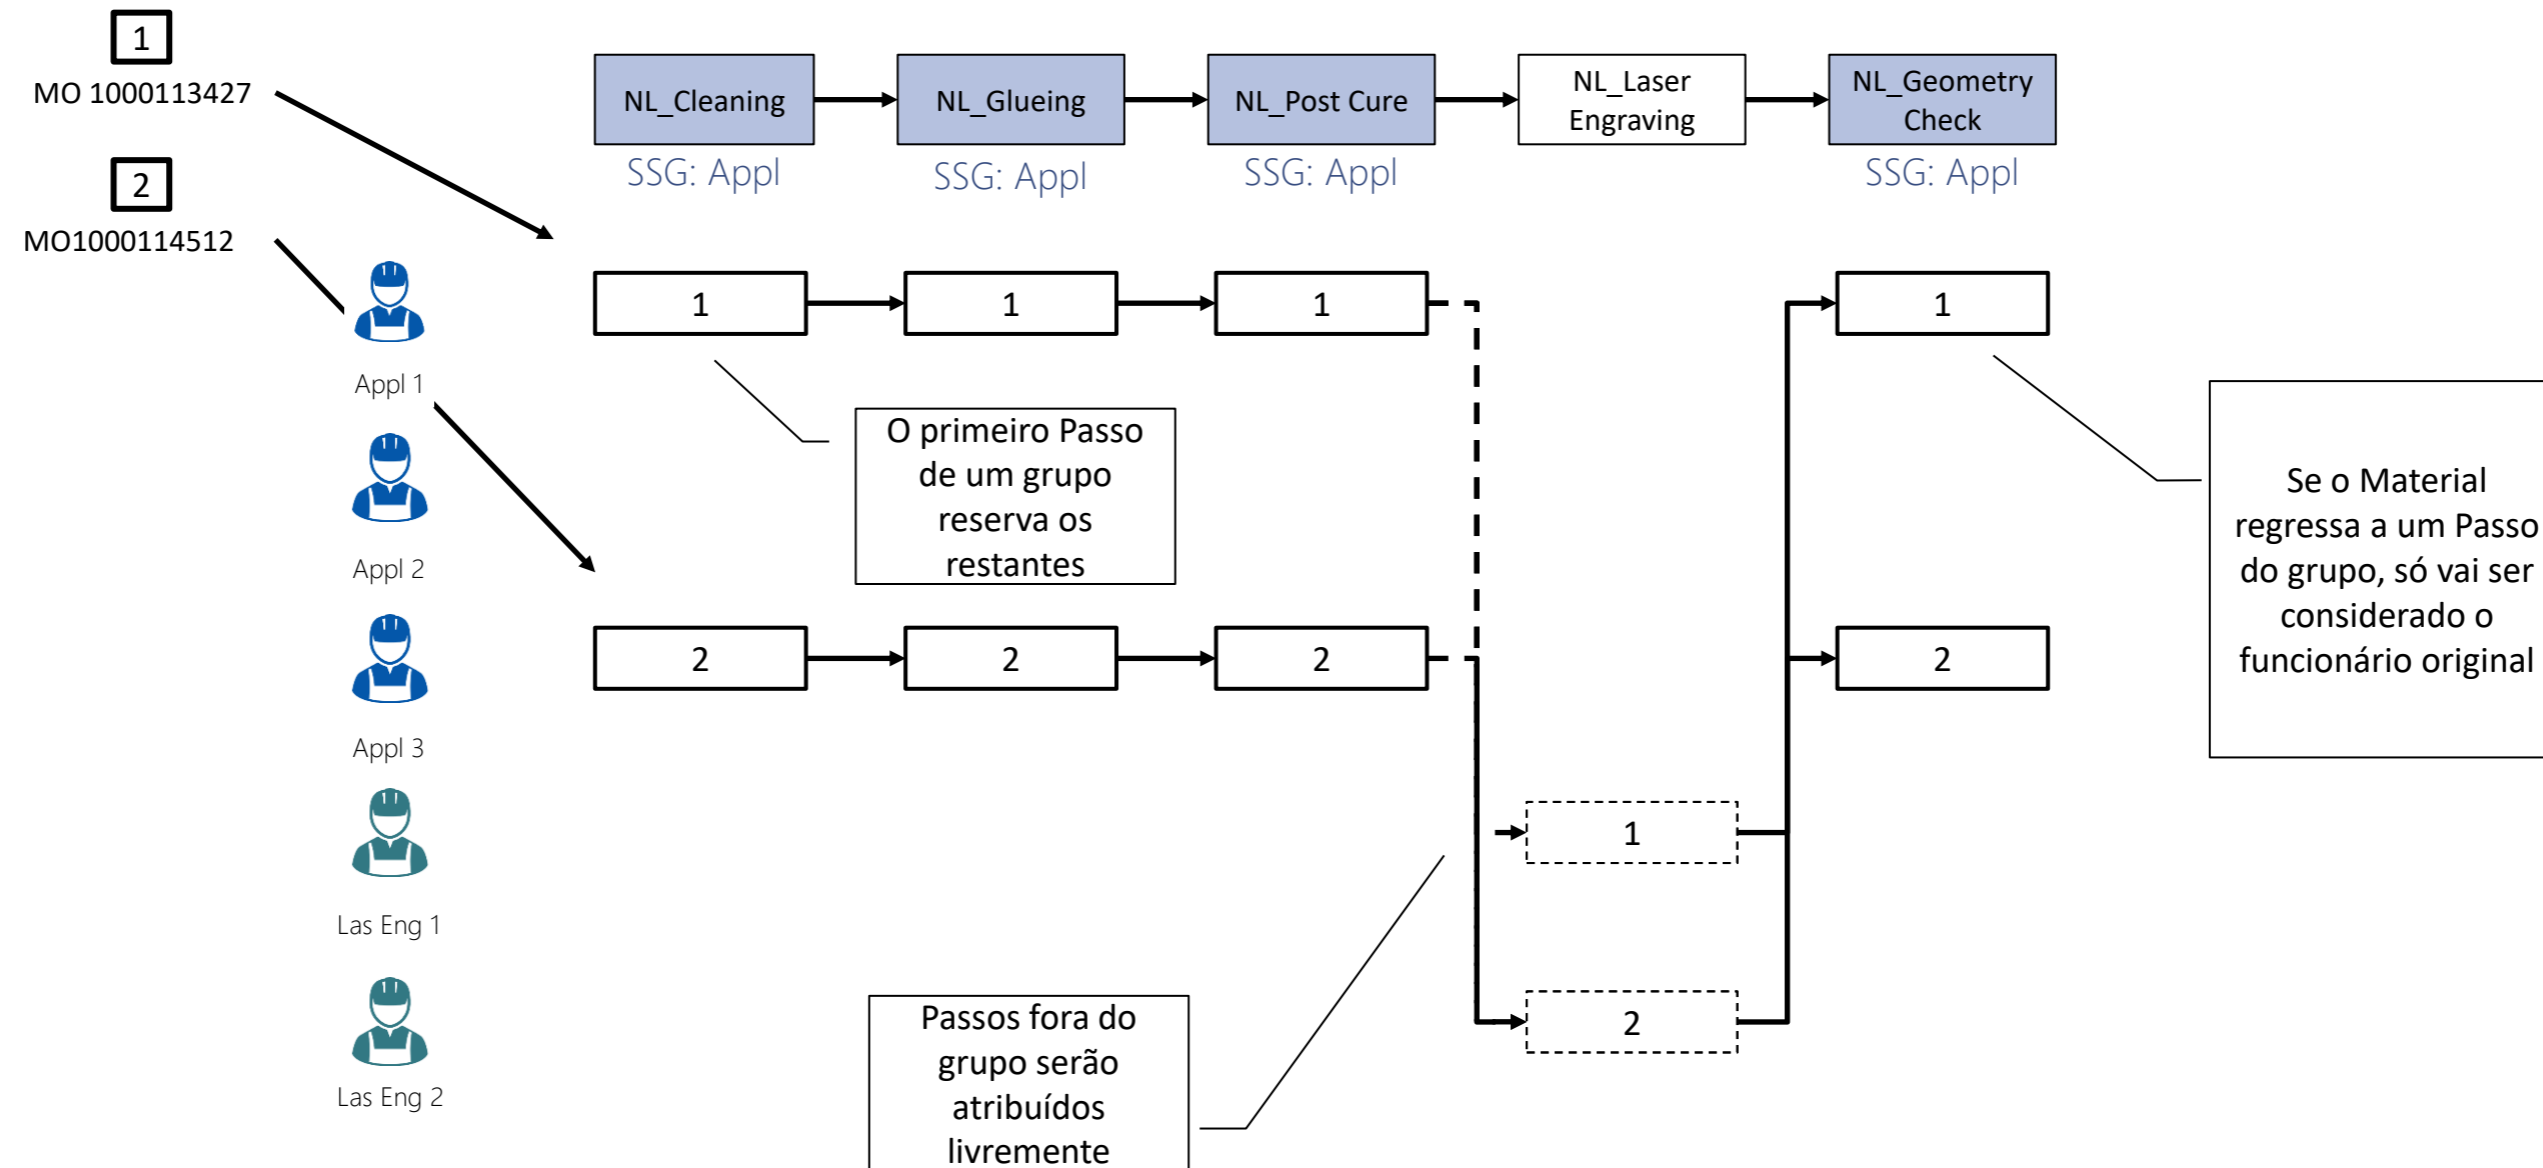 1
MO 1000113427
2
MO1000114512
NL_Cleaning
NL_Glueing
NL_Post Cure
NL_Laser
Engraving
NL_Geometry
Check
SSG: Appl
SSG: Appl
SSG: Appl
SSG: Appl
Appl 1
Appl 2
Appl 3
Las Eng 1
Las Eng 2
1
1
1
1
O primeiro Passo
de um grupo
reserva os
restantes
Se o Material
regressa a um Passo
do grupo, só vai ser
considerado o
funcionário original
2
2
2
2
1
2
Passos fora do
grupo serão
atribuídos
livremente